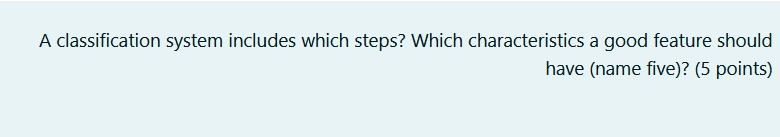 A classification system includes which steps? Which characteristics a good feature should
have (name five)? (5 points)